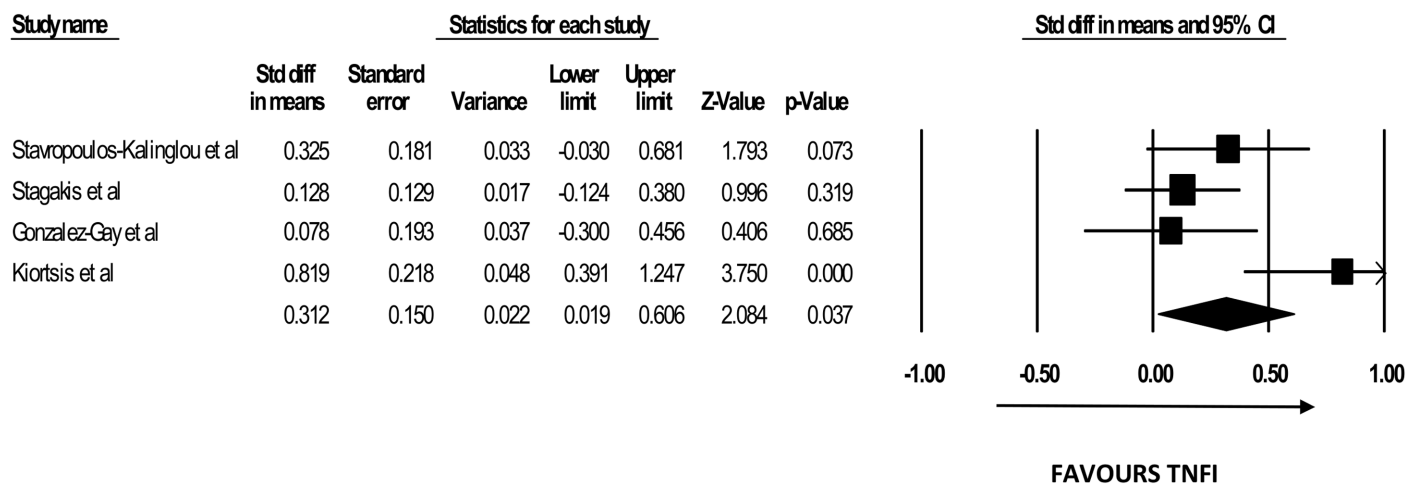 Study name Statistics for each study Std diff in means and 95% CI
Std diff Standard Lower Upper
in means error Variance limit limit Z-Value p-Value
Stavropoulos-Kalinglou et al 0.325 0.181 0.033 -0.030 0.681 1.793 0.073
Stagakis et al 0.128 0.129 0.017 -0.124 0.380 0.996 0.319
Gonzalez-Gay et al 0.078 0.193 0.037 -0.300 0.456 0.406 0.685
Kiortsis et al 0.819 0.218 0.048 0.391 1.247 3.750 0.000
0.312 0.150 0.022 0.019 0.606 2.084 0.037
-1.00 -0.50 0.00 0.50 1.00
FAVOURS TNFI